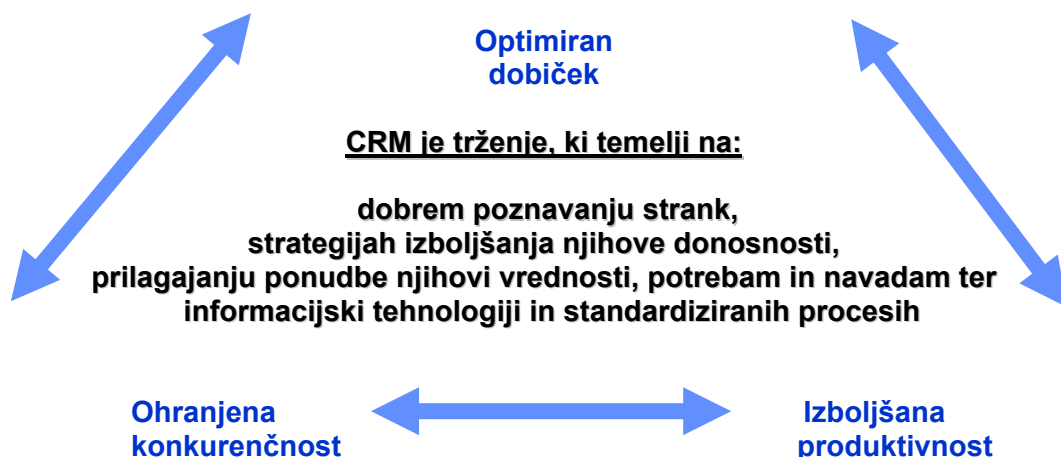 Optimiran
dobiček
CRM je trženje, ki temelji na:
dobrem poznavanju strank,
strategijah izboljšanja njihove donosnosti,
prilagajanju ponudbe njihovi vrednosti, potrebam in navadam ter
informacijski tehnologiji in standardiziranih procesih
Ohranjena
konkurenčnost
Izboljšana
produktivnost